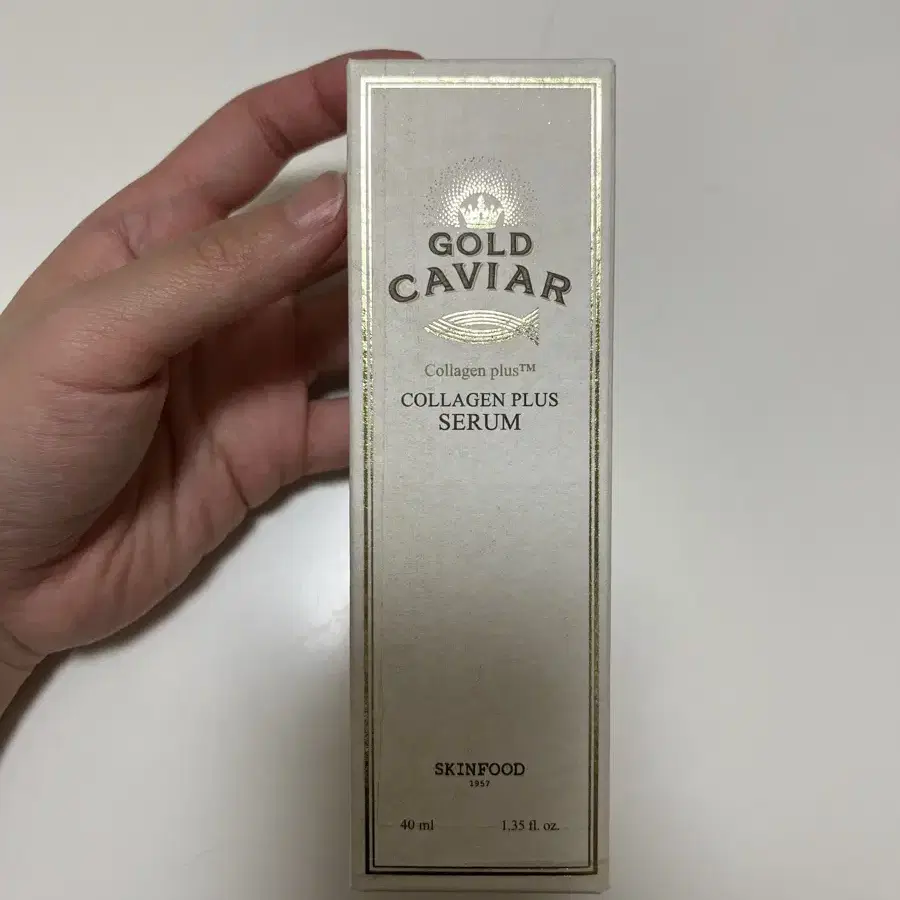 GOLD
CAVIAR
Collagen plus™
COLLAGEN PLUS
SERUM
SKINFOOD
1957
40 ml 1.35 fl. oz.